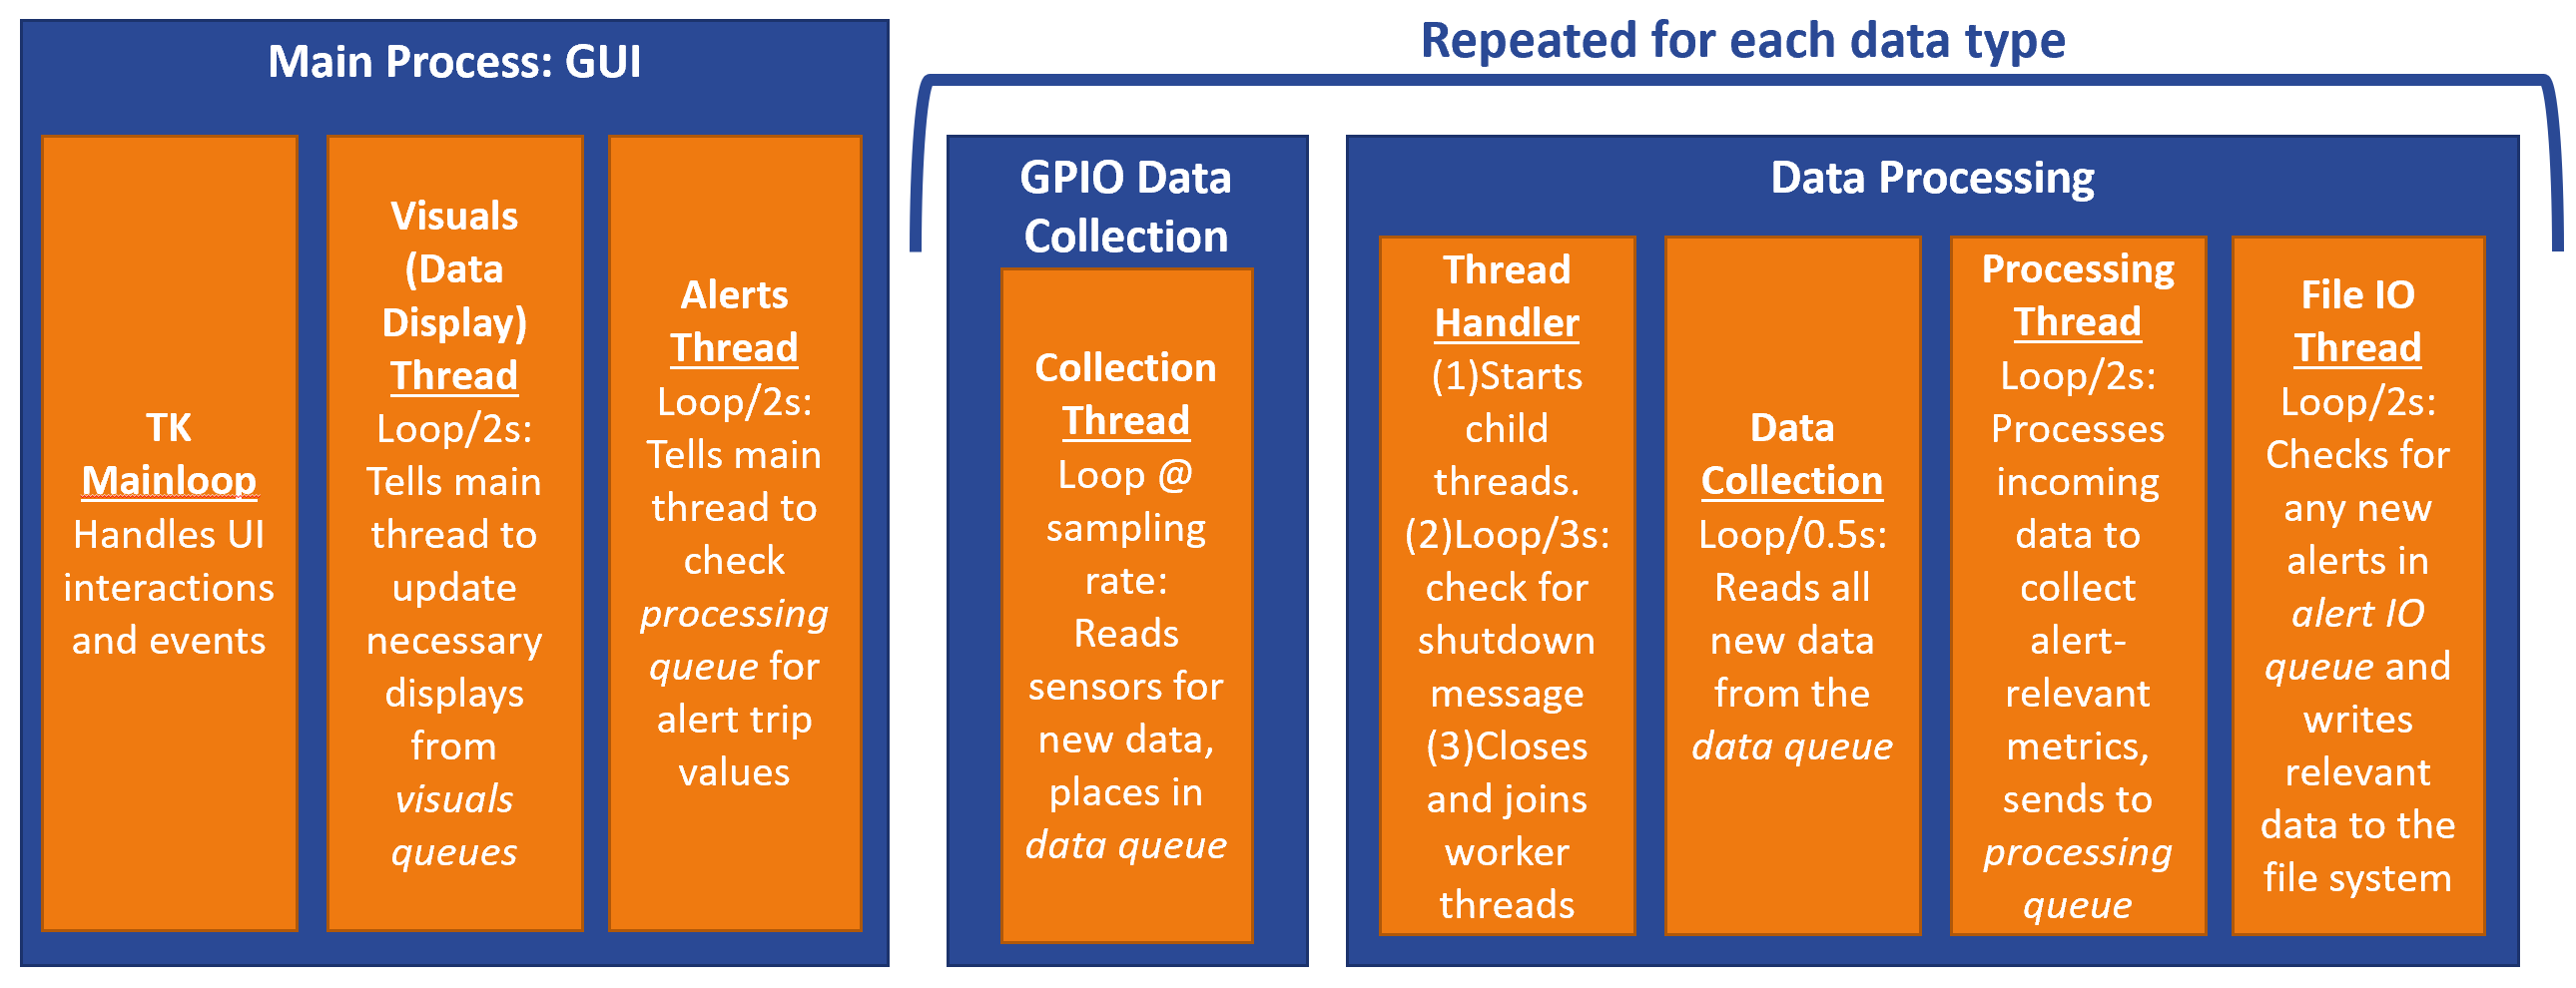 Main Process: GUI
TK
Mainloop
Handles UI
interactions
and events
Visuals
(Data
Display)
Thread
Loop/2s:
Tells main
thread to
update
necessary
displays
from
visuals
queues
Alerts
Thread
Loop/2s:
Tells main
thread to
check
processing
queue for
alert trip
values
Repeated for each data type
GPIO Data
Collection
Collection
Thread
Loop @
sampling
rate:
Reads
sensors for
new data,
places in
data queue
Data Processing
Thread
Handler
(1)Starts
child
threads.
(2)Loop/3s:
check for
shutdown
message
(3)Closes
and joins
worker
threads
Data
Collection
Loop/0.5s:
Reads all
new data
from the
data queue
Processing
Thread
Loop/2s:
Processes
incoming
data to
collect
alert-
relevant
metrics,
sends to
processing
queue
File IO
Thread
Loop/2s:
Checks for
any new
alerts in
alert IO
queue and
writes
relevant
data to the
file system